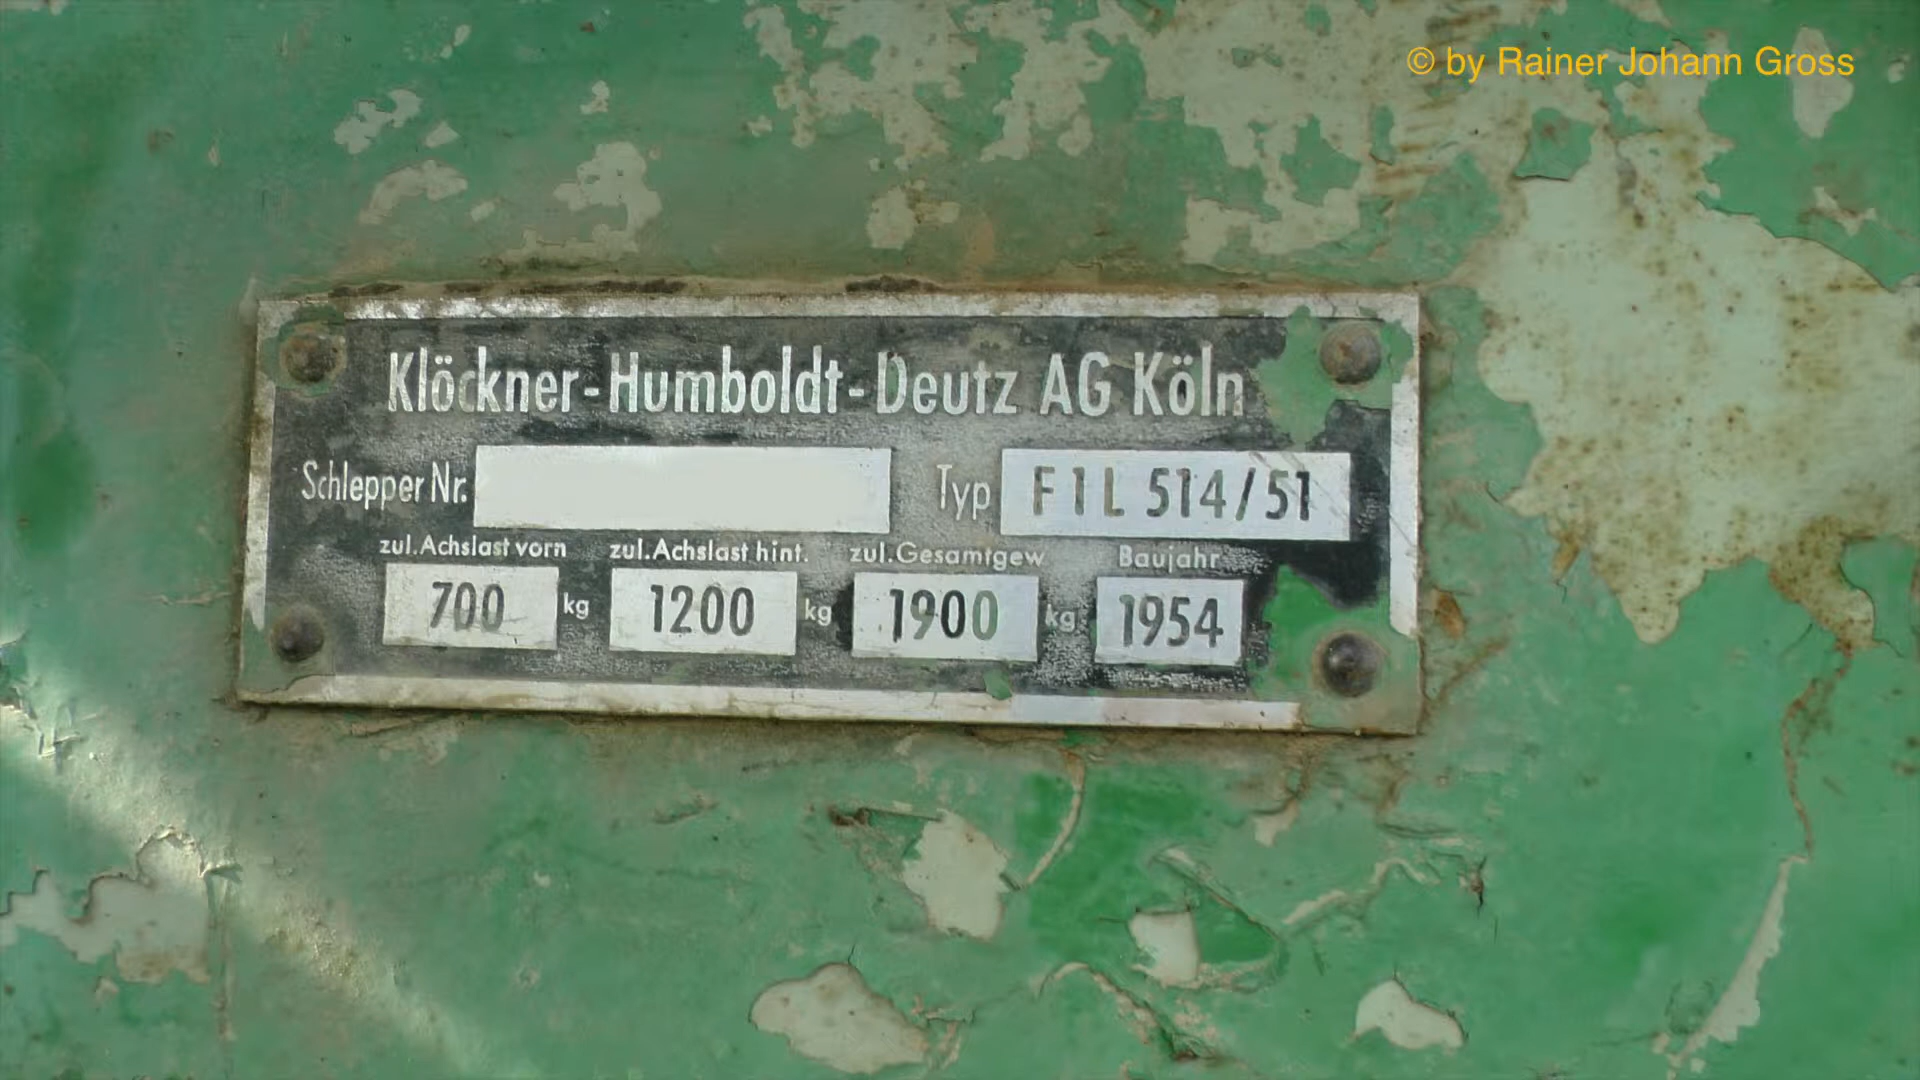 © by Rainer Johann Gross
Klöckner-Humboldt-Deutz AG Köln
Schlepper Nr. Typ F1L 514/51
zul.Achslast vorn zul.Achslast hint. zul.Gesamtgew Baujahr
700 kg 1200 kg 1900 kg 1954